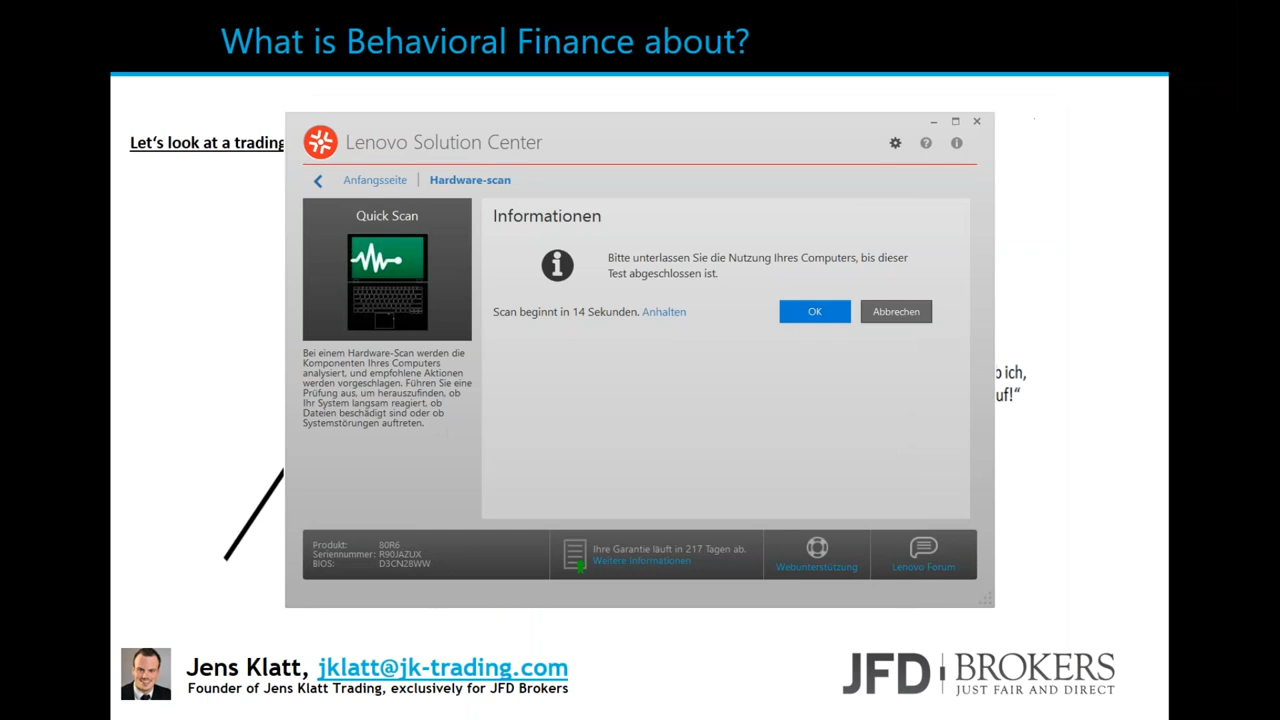 What is Behavioral Finance about?
Let‘s look at a trading
Lenovo Solution Center
Anfangsseite | Hardware-scan
Quick Scan
Bei einem Hardware-Scan werden die
Komponenten Ihres Computers
analysiert, und empfohlene Aktionen
werden vorgeschlagen. Führen Sie eine
Prüfung aus, um herauszufinden, ob
Ihr System langsam reagiert, ob
Dateien beschädigt sind oder ob
Systemstörungen auftreten.
Informationen
Bitte unterlassen Sie die Nutzung Ihres Computers, bis dieser
Test abgeschlossen ist.
Scan beginnt in 14 Sekunden. Anhalten
OK
Abbrechen
ich,
uf!“
Produkt: 80R6
Seriennummer: R90JAZUX
BIOS: D3CN28WW
Ihre Garantie läuft in 217 Tagen ab.
Weitere Informationen
Webunterstützung
Lenovo Forum
Jens Klatt, jklatt@jk-trading.com
Founder of Jens Klatt Trading, exclusively for JFD Brokers
JFD BROKERS
JUST FAIR AND DIRECT